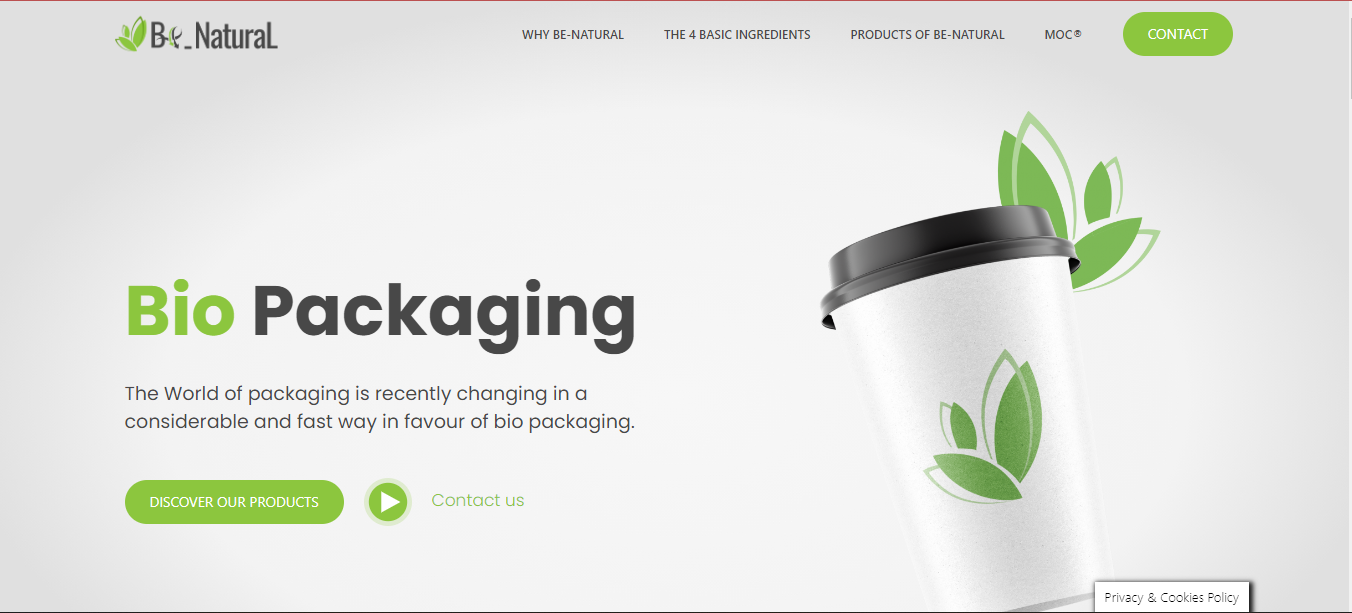 Be_NaturaL
WHY BE-NATURAL
THE 4 BASIC INGREDIENTS
PRODUCTS OF BE-NATURAL
MOC®
CONTACT
Bio Packaging
The World of packaging is recently changing in a
considerable and fast way in favour of bio packaging.
DISCOVER OUR PRODUCTS
Contact us
Privacy & Cookies Policy